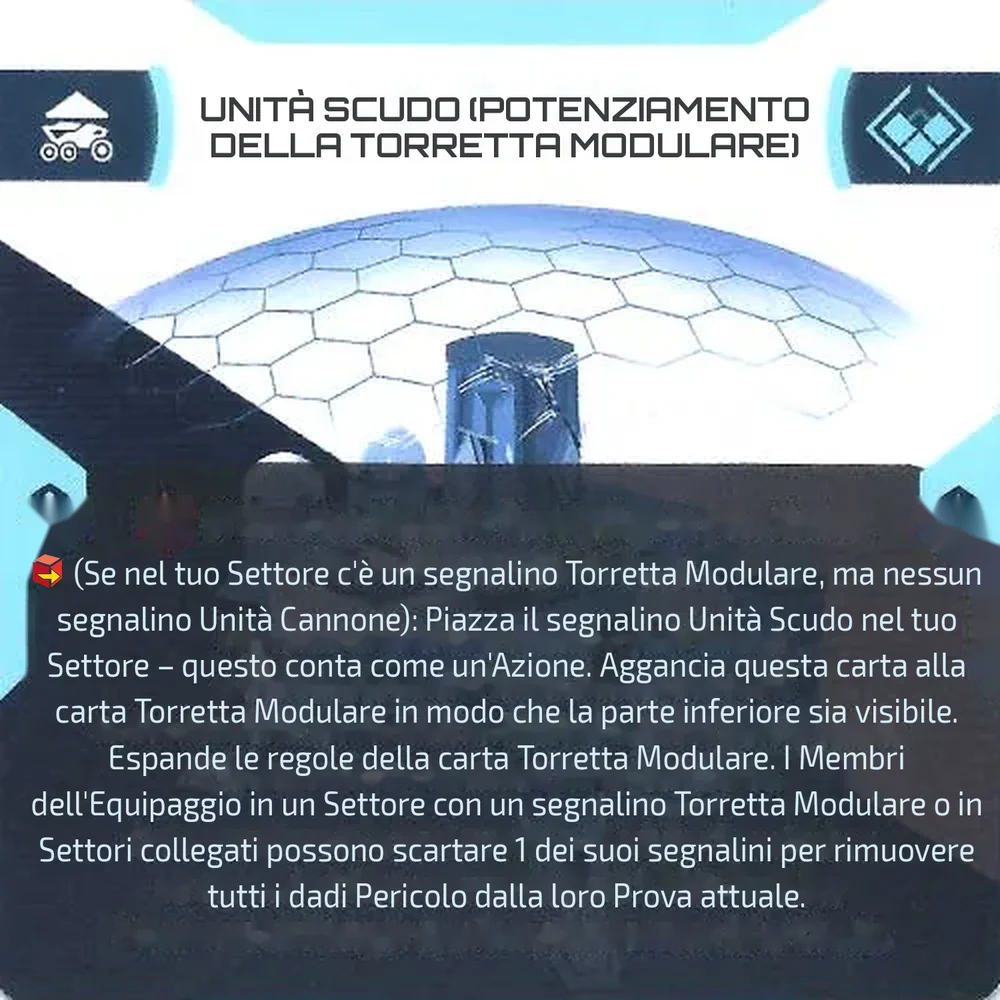 UNITÀ SCUDO (POTENZIAMENTO
DELLA TORRETTA MODULARE)
(Se nel tuo Settore c'è un segnalino Torretta Modulare, ma nessun
segnalino Unità Cannone): Piazza il segnalino Unità Scudo nel tuo
Settore – questo conta come un'Azione. Aggancia questa carta alla
carta Torretta Modulare in modo che la parte inferiore sia visibile.
Espande le regole della carta Torretta Modulare. I Membri
dell'Equipaggio in un Settore con un segnalino Torretta Modulare o in
Settori collegati possono scartare 1 dei suoi segnalini per rimuovere
tutti i dadi Pericolo dalla loro Prova attuale.